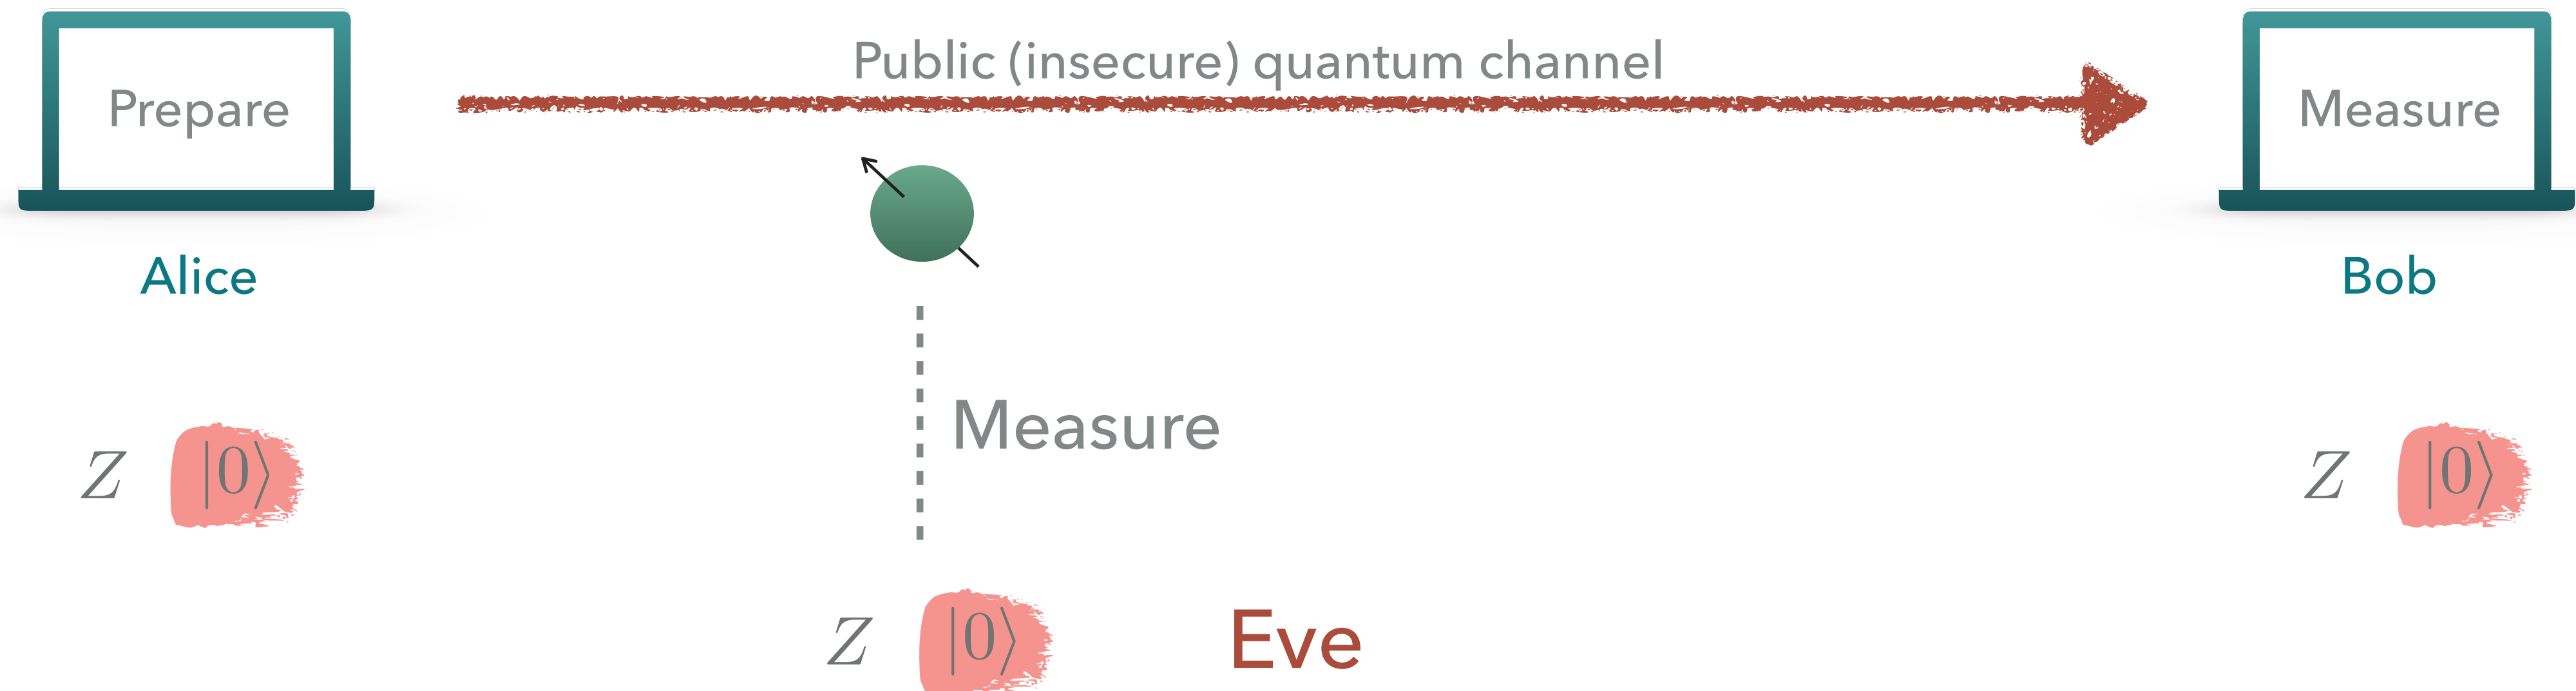 Public (insecure) quantum channel
Prepare
Measure
Alice
Bob
Measure
Z |0⟩
Z |0⟩
Z |0⟩
Eve